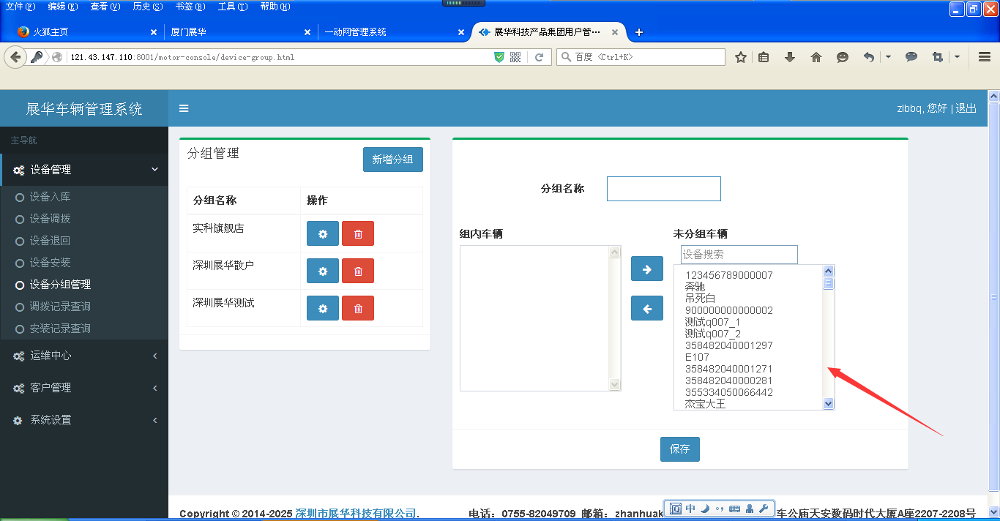 文件(F) 编辑(E) 查看(V) 历史(S) 书签(B) 工具(T) 帮助(H)
火狐主页 × 厦门展华 × 一动网管理系统 × 展华科技产品集团用户管… × +
121.43.147.110:8001/motor-console/device-group.html
百度 <Ctrl+K>
展华车辆管理系统
zlbbq, 您好 | 退出
主导航
设备管理
设备入库
设备调拨
设备退回
设备安装
设备分组管理
调拨记录查询
安装记录查询
运维中心
客户管理
系统设置
分组管理
新增分组
分组名称 操作
实科旗舰店
深圳展华散户
深圳展华测试
分组名称
组内车辆
未分组车辆
设备搜索
123456789000007
奔驰
吊死白
900000000000002
测试q007_1
测试q007_2
358482040001297
E107
358482040001271
358482040000281
355334050066442
杰宝大王
保存
Copyright © 2014-2025 深圳市展华科技有限公司. 电话：0755-82049709 邮箱：zhanhuak 车公庙天安数码时代大厦A座2207-2208号
中